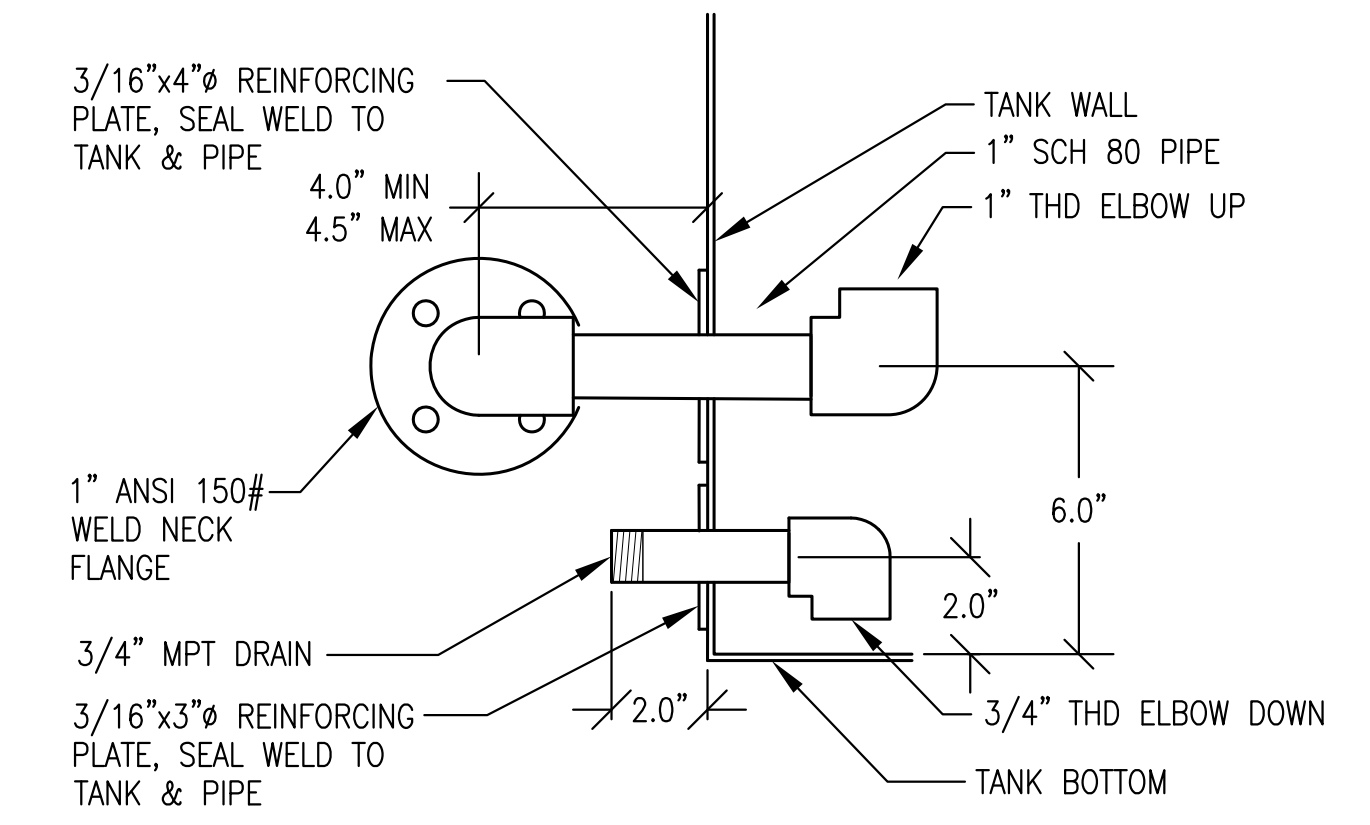 3/16”x4”ø REINFORCING
PLATE, SEAL WELD TO
TANK & PIPE
4.0” MIN
4.5” MAX
TANK WALL
1” SCH 80 PIPE
1” THD ELBOW UP
1” ANSI 150#
WELD NECK
FLANGE
6.0”
2.0”
3/4” MPT DRAIN
3/16”x3”ø REINFORCING
PLATE, SEAL WELD TO
TANK & PIPE
2.0”
3/4” THD ELBOW DOWN
TANK BOTTOM